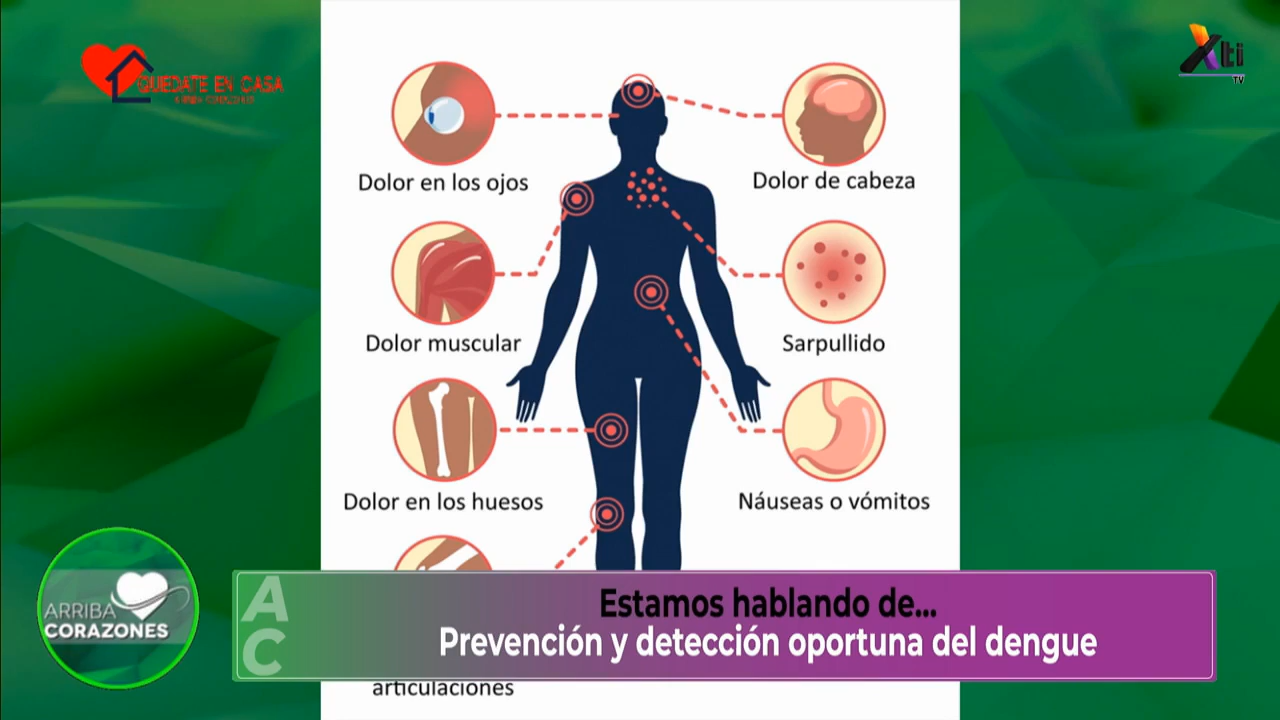 QUEDATE EN CASA
Xti
TV
Dolor en los ojos
Dolor de cabeza
Dolor muscular
Sarpullido
Dolor en los huesos
Náuseas o vómitos
ARRIBA
CORAZONES
A
C
Estamos hablando de...
Prevención y detección oportuna del dengue
articulaciones